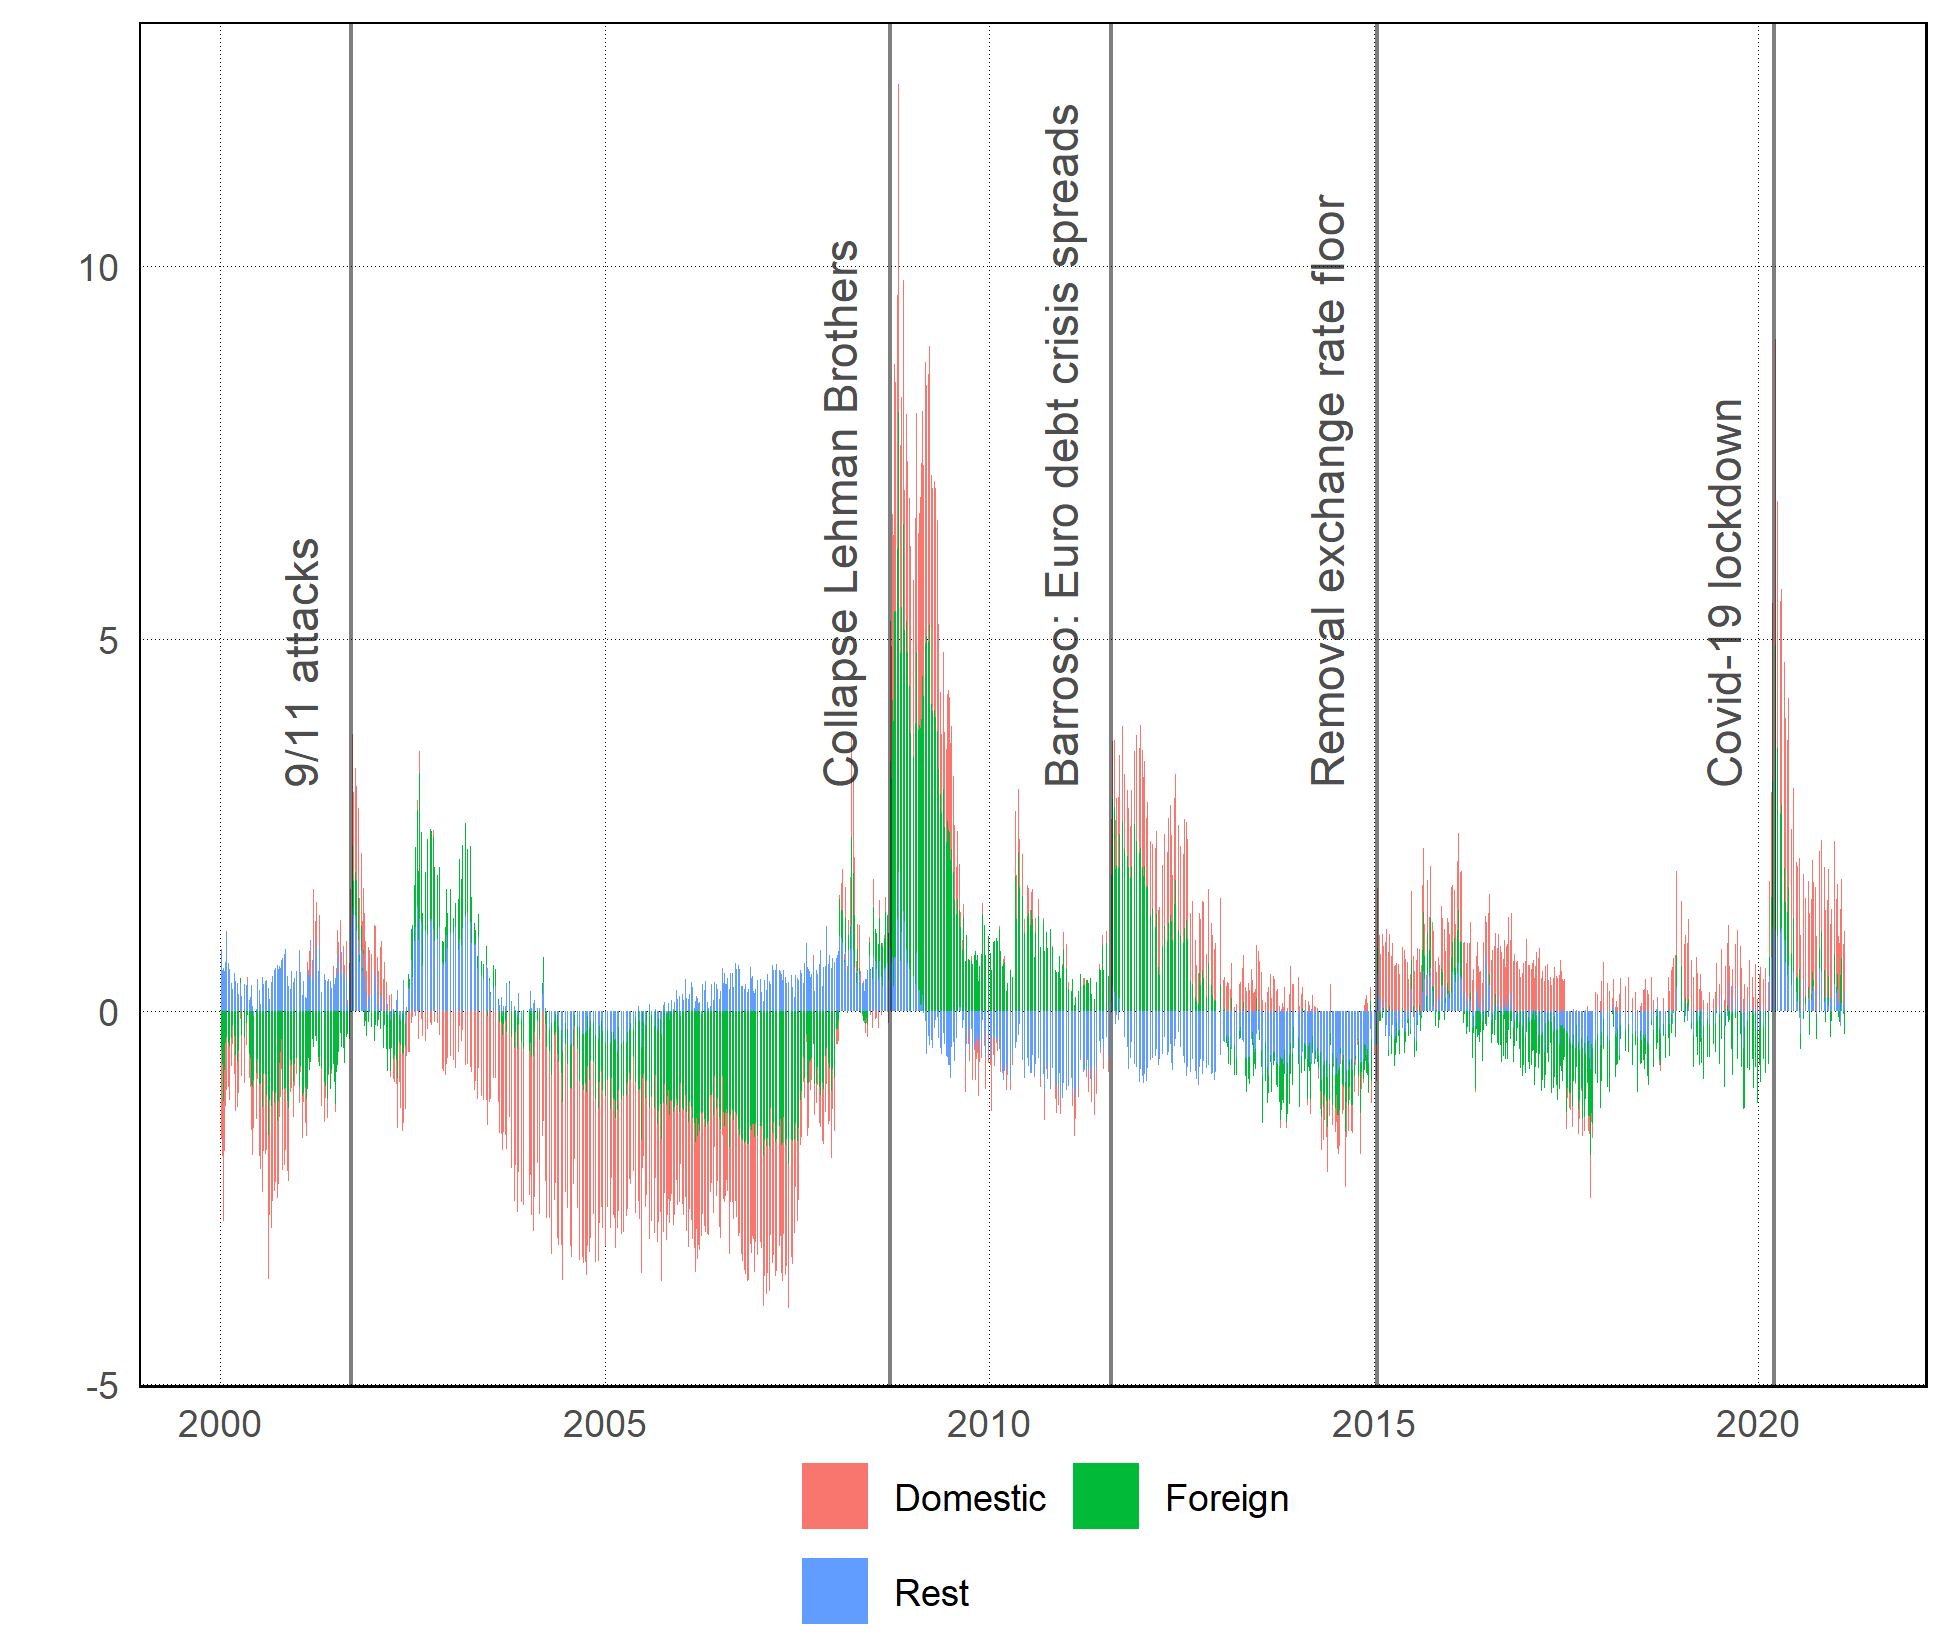 10
5
0
-5
9/11 attacks
Collapse Lehman Brothers
Barroso: Euro debt crisis spreads
Removal exchange rate floor
Covid-19 lockdown
2000 2005 2010 2015 2020
Domestic Foreign
Rest